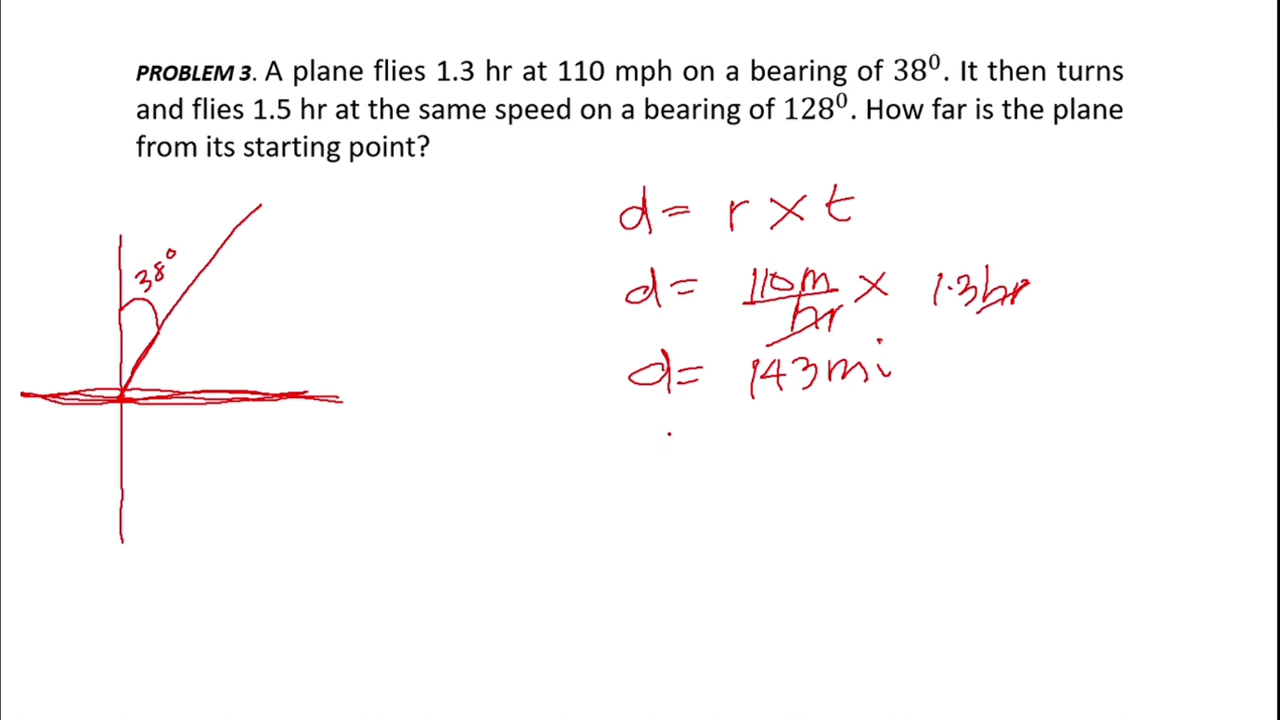 PROBLEM 3. A plane flies 1.3 hr at 110 mph on a bearing of 38⁰. It then turns
and flies 1.5 hr at the same speed on a bearing of 128⁰. How far is the plane
from its starting point?
38°
d = r × t
d = 110m/hr × 1.3hr
d = 143mi